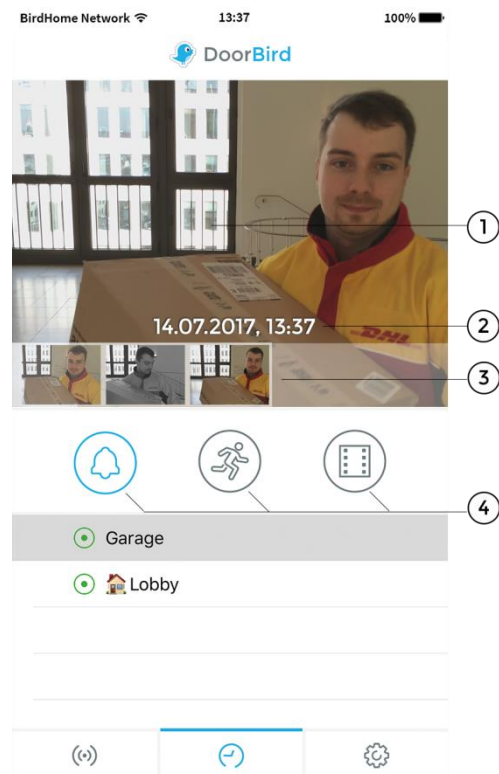 BirdHome Network 13:37 100%
DoorBird
1
14.07.2017, 13:37
2
DHL
3
4
Garage
Lobby